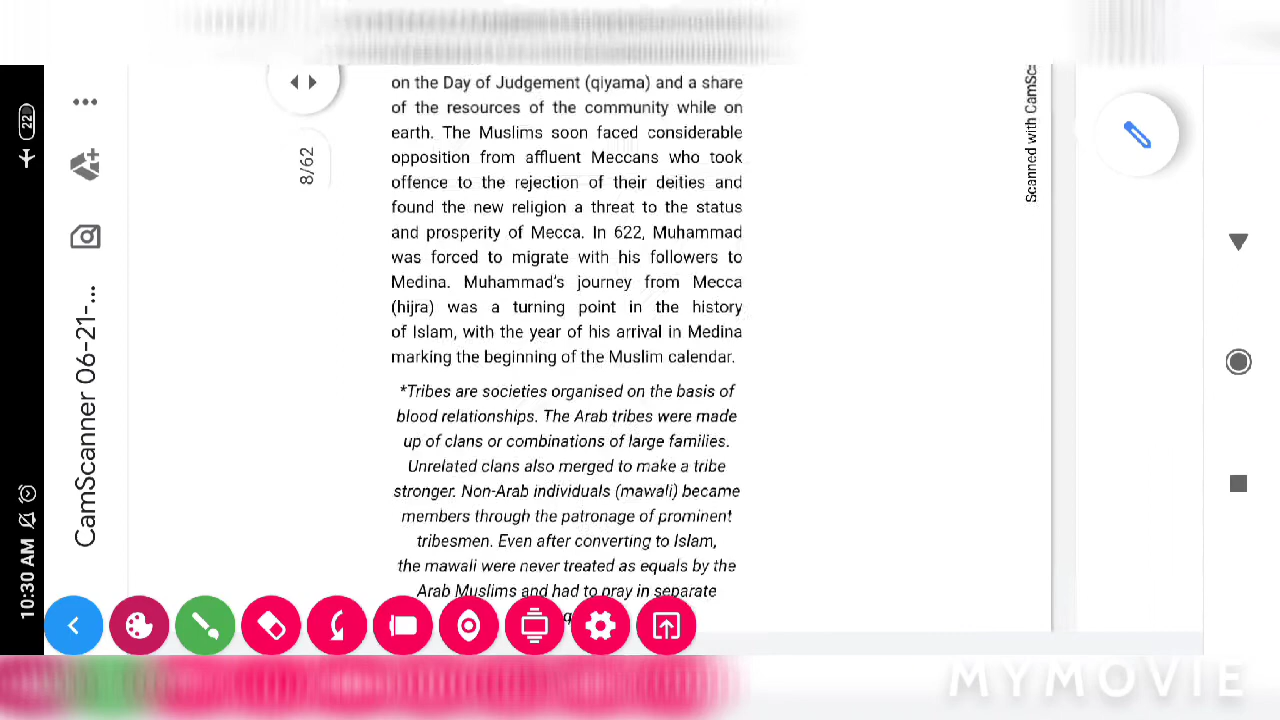 on the Day of Judgement (qiyama) and a share
of the resources of the community while on
earth. The Muslims soon faced considerable
opposition from affluent Meccans who took
offence to the rejection of their deities and
found the new religion a threat to the status
and prosperity of Mecca. In 622, Muhammad
was forced to migrate with his followers to
Medina. Muhammad's journey from Mecca
(hijra) was a turning point in the history
of Islam, with the year of his arrival in Medina
marking the beginning of the Muslim calendar.
*Tribes are societies organised on the basis of
blood relationships. The Arab tribes were made
up of clans or combinations of large families.
Unrelated clans also merged to make a tribe
stronger. Non-Arab individuals (mawali) became
members through the patronage of prominent
tribesmen. Even after converting to Islam,
the mawali were never treated as equals by the
Arab Muslims and had to pray in separate
8/62
Scanned with CamSc
CamScanner 06-21-...
10:30 AM
22
MYMOVIE